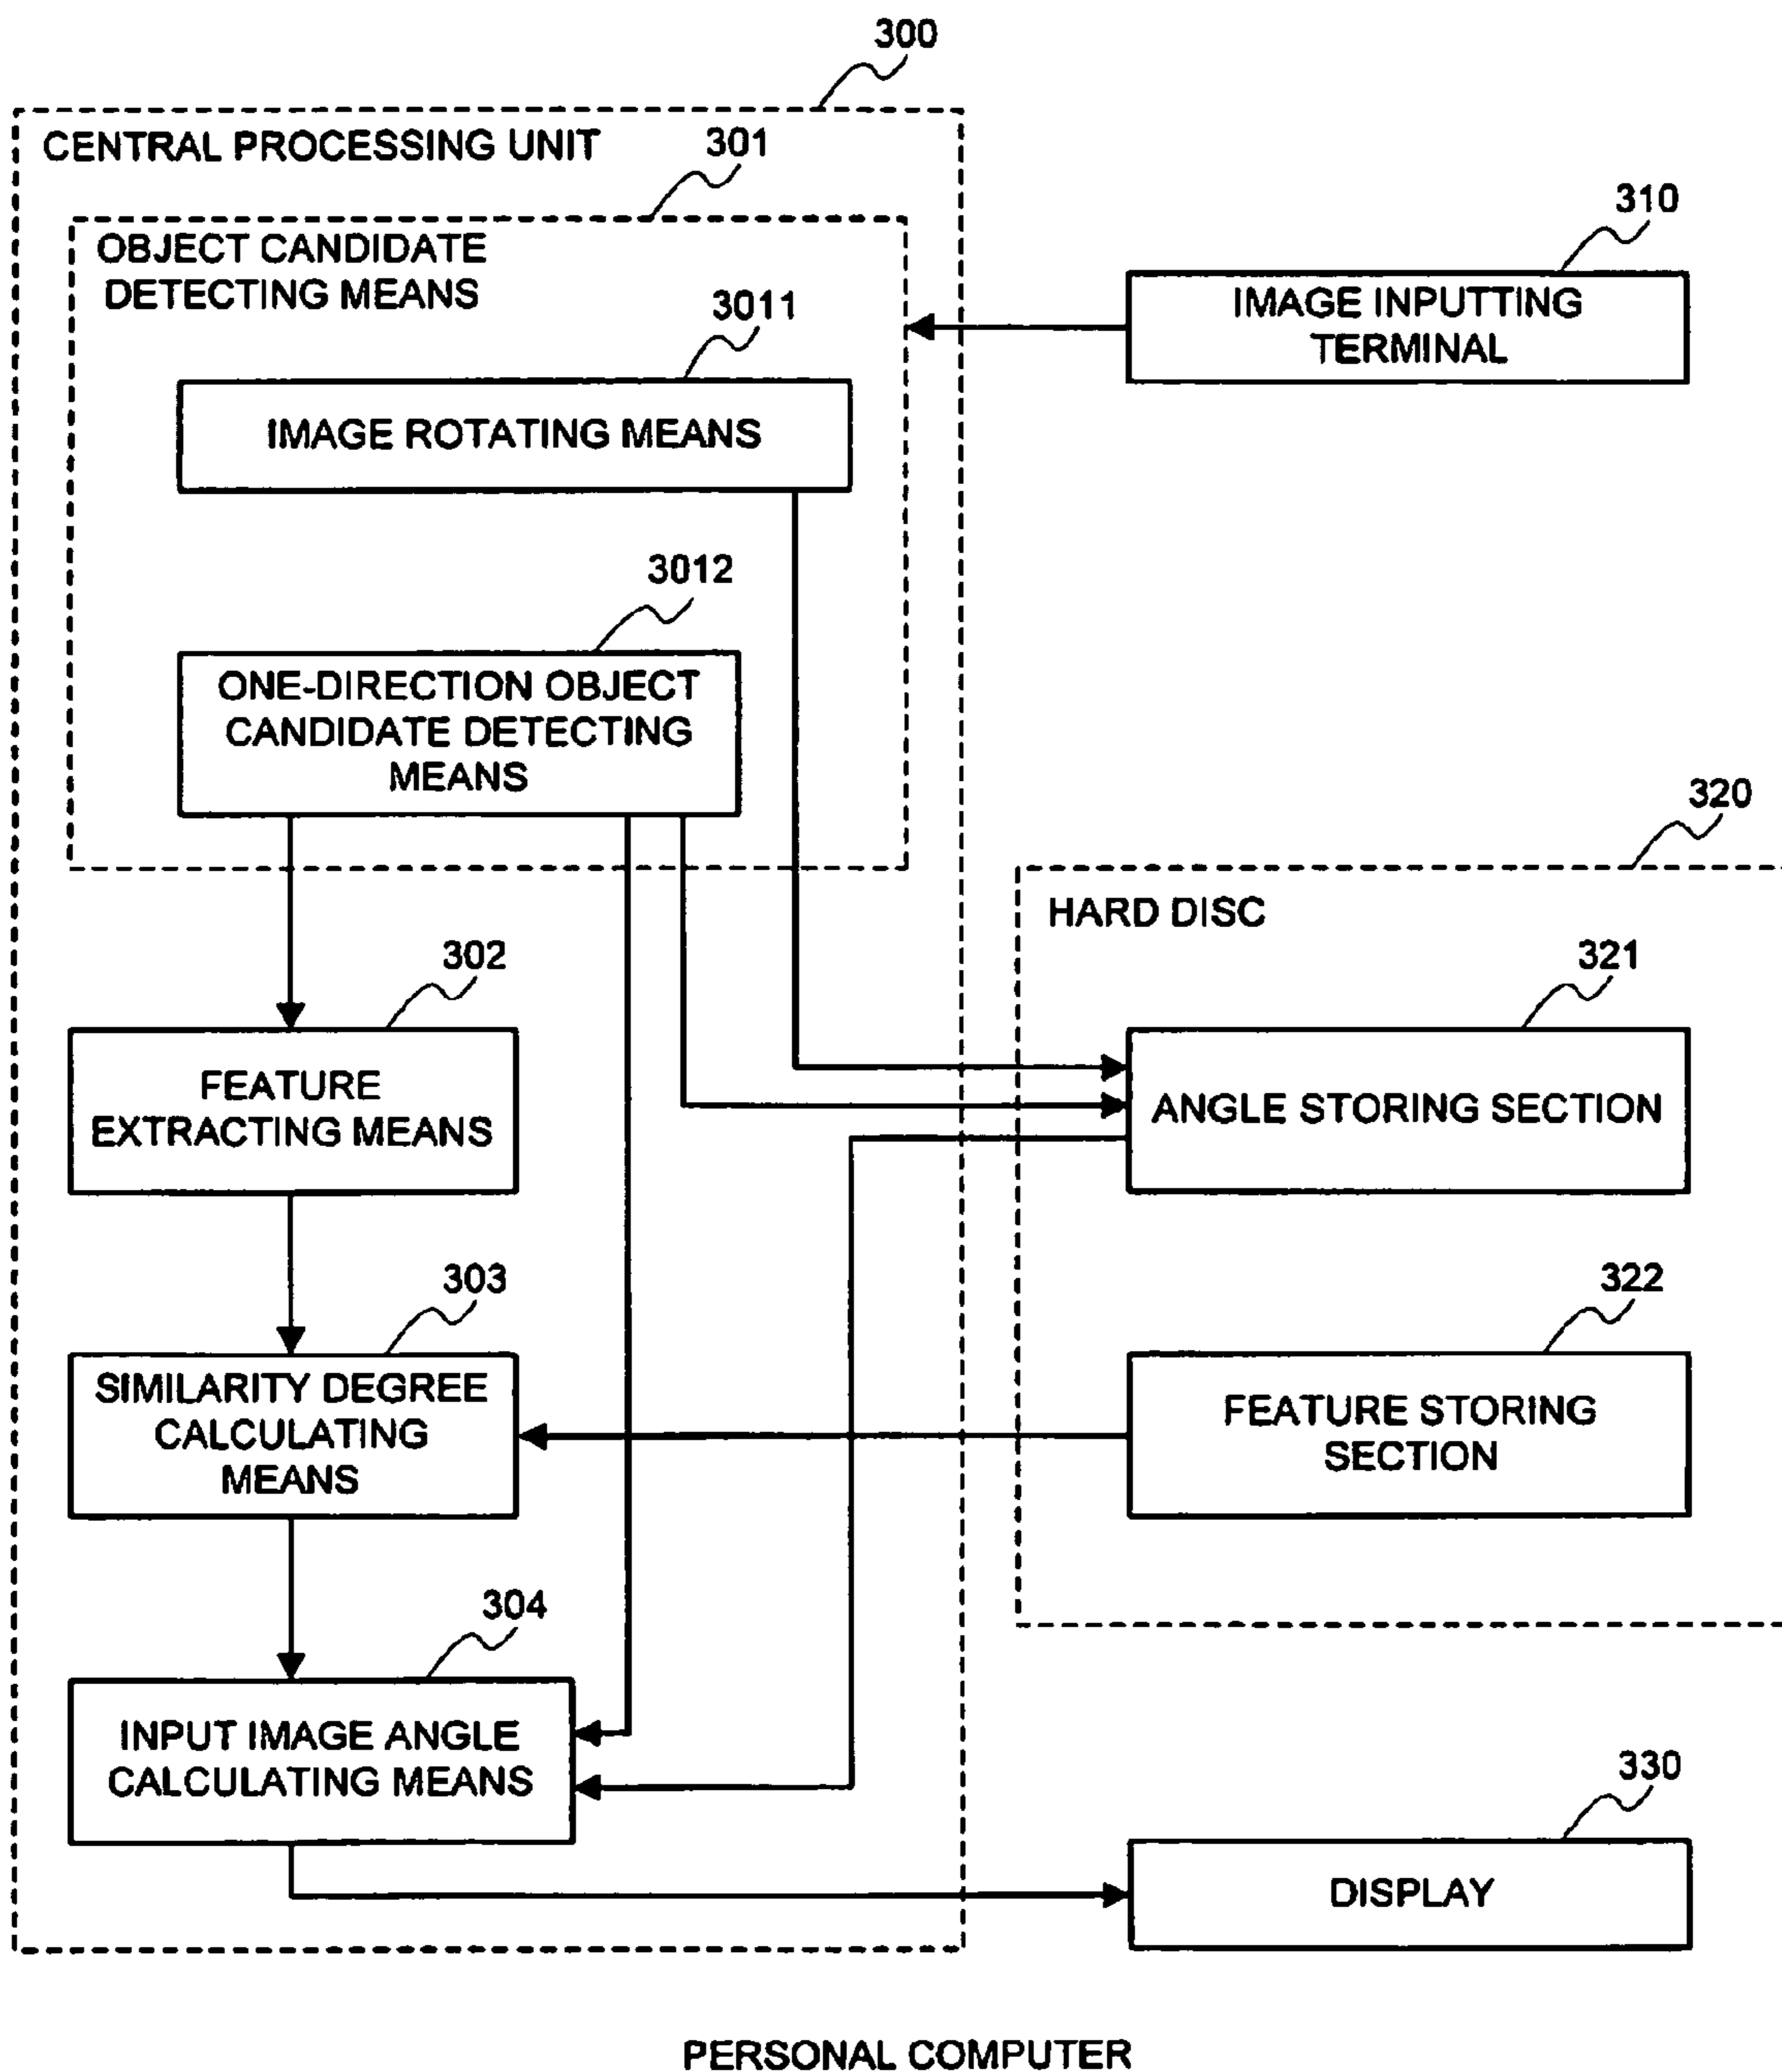 300
CENTRAL PROCESSING UNIT
301
OBJECT CANDIDATE
DETECTING MEANS
310
IMAGE INPUTTING
TERMINAL
3011
IMAGE ROTATING MEANS
3012
ONE-DIRECTION OBJECT
CANDIDATE DETECTING
MEANS
320
HARD DISC
302
FEATURE
EXTRACTING MEANS
321
ANGLE STORING SECTION
303
SIMILARITY DEGREE
CALCULATING
MEANS
322
FEATURE STORING
SECTION
304
INPUT IMAGE ANGLE
CALCULATING MEANS
330
DISPLAY
PERSONAL COMPUTER